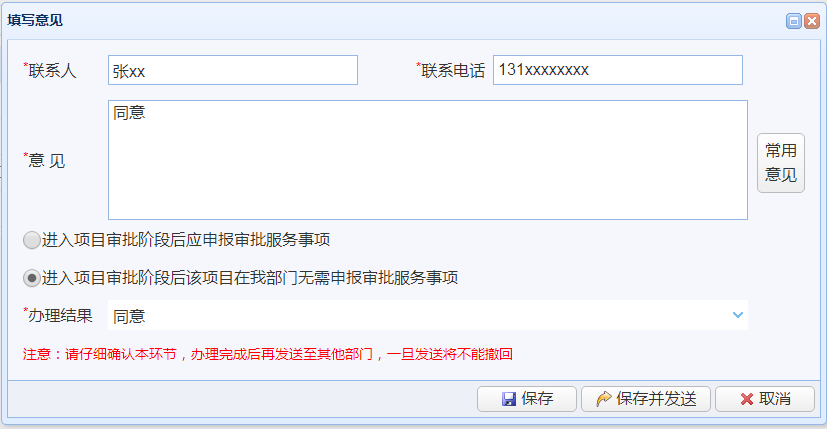 填写意见
*联系人 张xx *联系电话 131xxxxxxxx
同意
*意 见
常用
意见
进入项目审批阶段后应申报审批服务事项
进入项目审批阶段后该项目在我部门无需申报审批服务事项
*办理结果 同意
注意：请仔细确认本环节，办理完成后再发送至其他部门，一旦发送将不能撤回
保存 保存并发送 取消